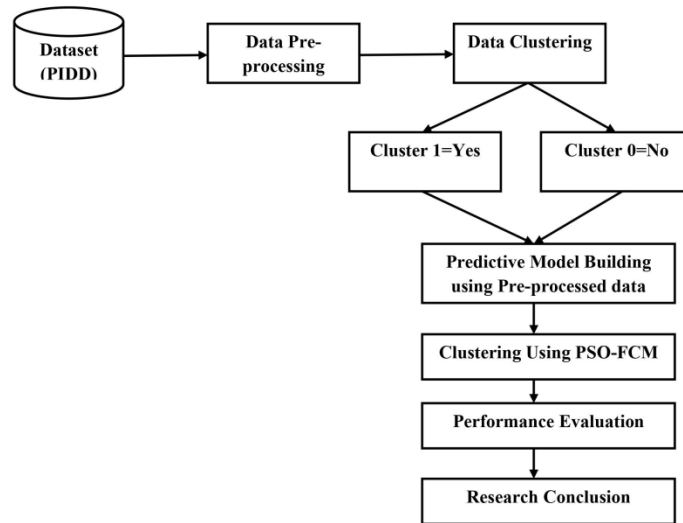 Dataset
(PIDD)
Data Pre-
processing
Data Clustering
Cluster 1=Yes
Cluster 0=No
Predictive Model Building
using Pre-processed data
Clustering Using PSO-FCM
Performance Evaluation
Research Conclusion